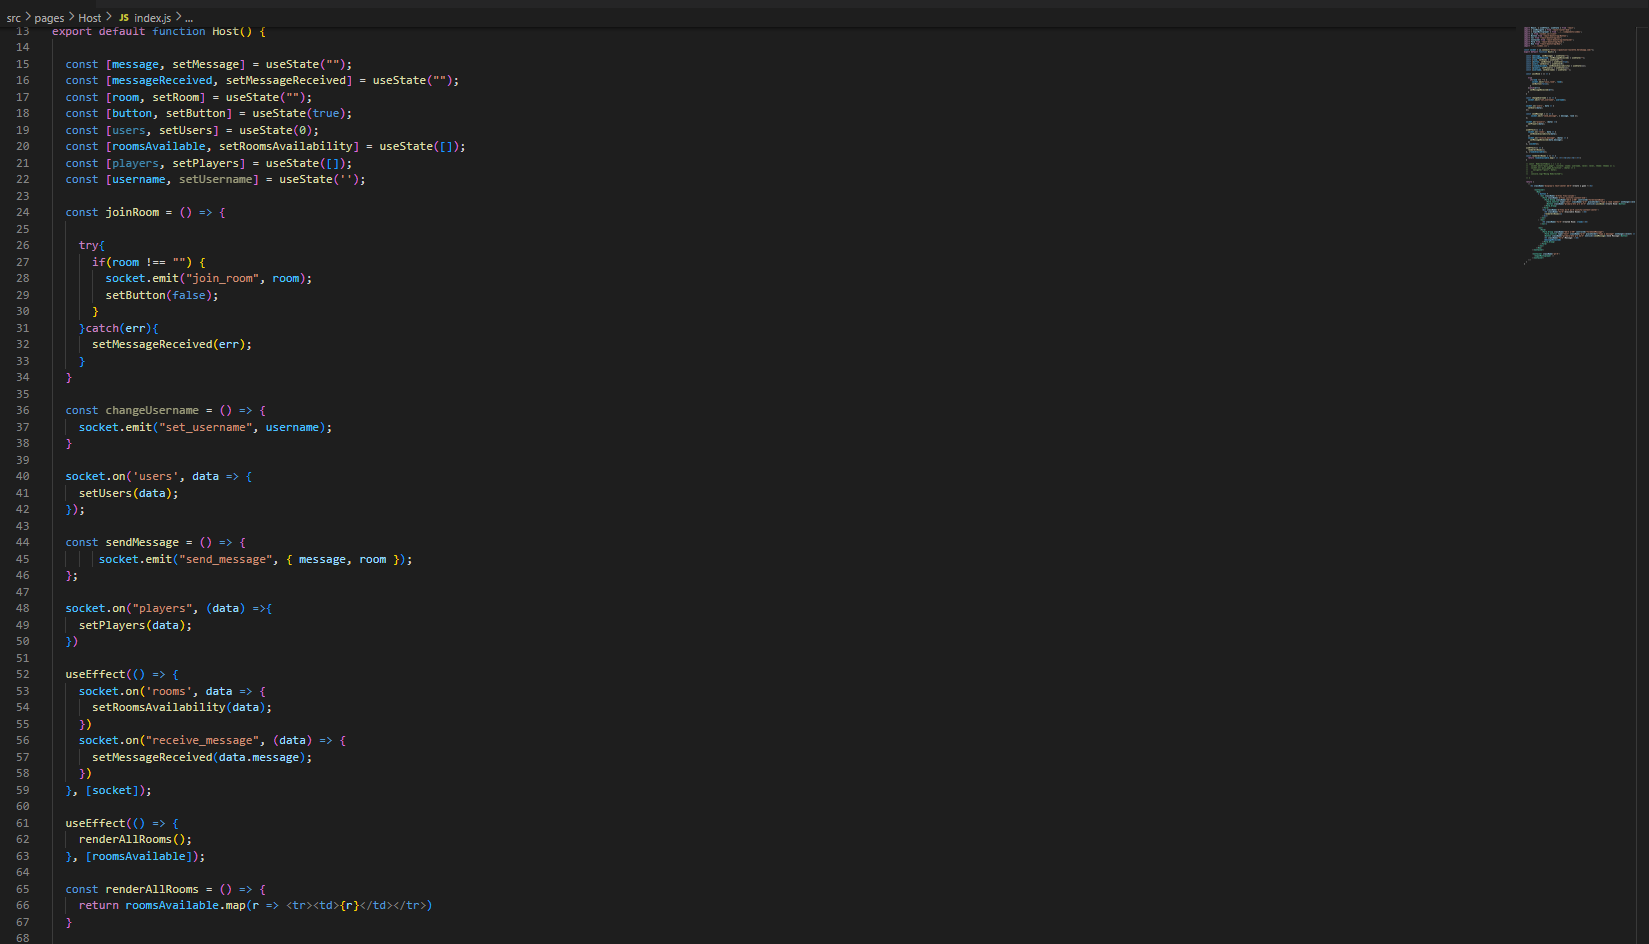 src > pages > Host > JS index.js > ...
13 export default function Host() {
14
15 const [message, setMessage] = useState("");
16 const [messageReceived, setMessageReceived] = useState("");
17 const [room, setRoom] = useState("");
18 const [button, setButton] = useState(true);
19 const [users, setUsers] = useState(0);
20 const [roomsAvailable, setRoomsAvailability] = useState([]);
21 const [players, setPlayers] = useState([]);
22 const [username, setUsername] = useState('');
23
24 const joinRoom = () => {
25
26 try{
27 if(room !== "") {
28 socket.emit("join_room", room);
29 setButton(false);
30 }
31 }catch(err){
32 setMessageReceived(err);
33 }
34 }
35
36 const changeUsername = () => {
37 socket.emit("set_username", username);
38 }
39
40 socket.on('users', data => {
41 setUsers(data);
42 });
43
44 const sendMessage = () => {
45 socket.emit("send_message", { message, room });
46 };
47
48 socket.on("players", (data) =>{
49 setPlayers(data);
50 })
51
52 useEffect(() => {
53 socket.on('rooms', data => {
54 setRoomsAvailability(data);
55 })
56 socket.on("receive_message", (data) => {
57 setMessageReceived(data.message);
58 })
59 }, [socket]);
60
61 useEffect(() => {
62 renderAllRooms();
63 }, [roomsAvailable]);
64
65 const renderAllRooms = () => {
66 return roomsAvailable.map(r => <tr><td>{r}</td></tr>)
67 }
68